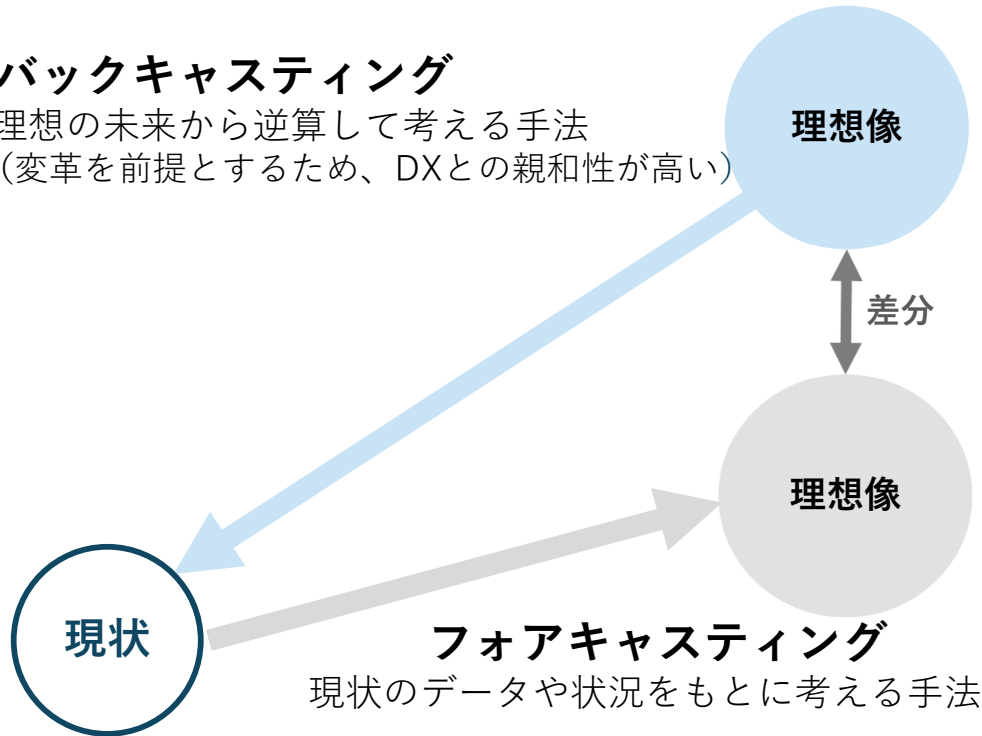 バックキャスティング
理想の未来から逆算して考える手法
（変革を前提とするため、DXとの親和性が高い）
理想像
差分
理想像
現状
フォアキャスティング
現状のデータや状況をもとに考える手法